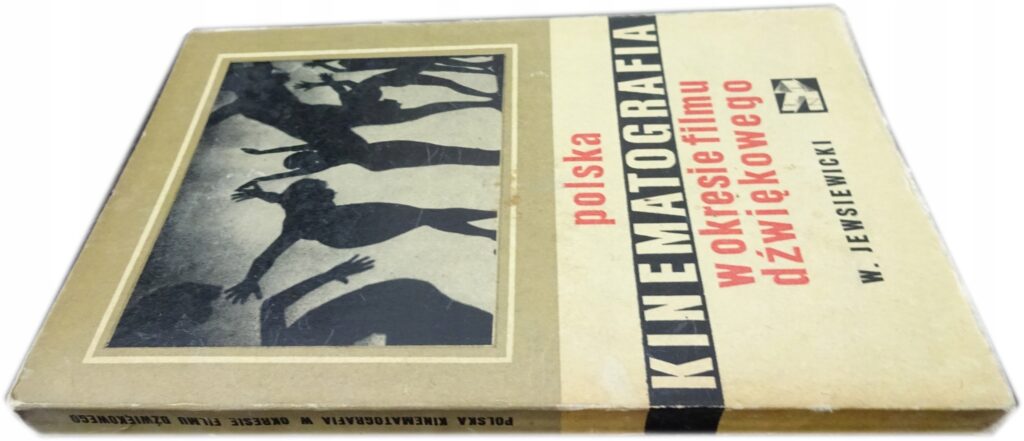 polska
KINEMATOGRAFIA
w okresie filmu
dźwiękowego
W. JEWSIEWICKI
POLSKA KINEMATOGRAFIA W OKRESIE FILMU DŹWIĘKOWEGO